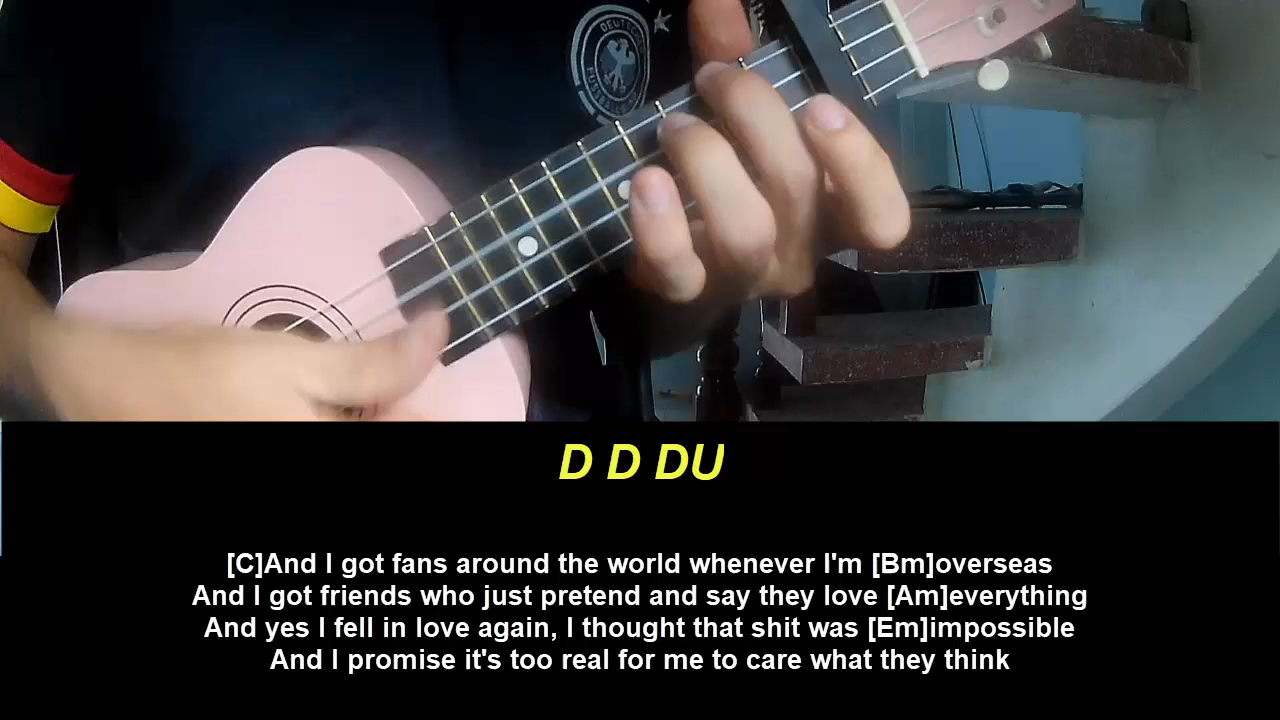 DEUTSCHER
FUSSBALL
D D DU
[C]And I got fans around the world whenever I'm [Bm]overseas
And I got friends who just pretend and say they love [Am]everything
And yes I fell in love again, I thought that shit was [Em]impossible
And I promise it's too real for me to care what they think